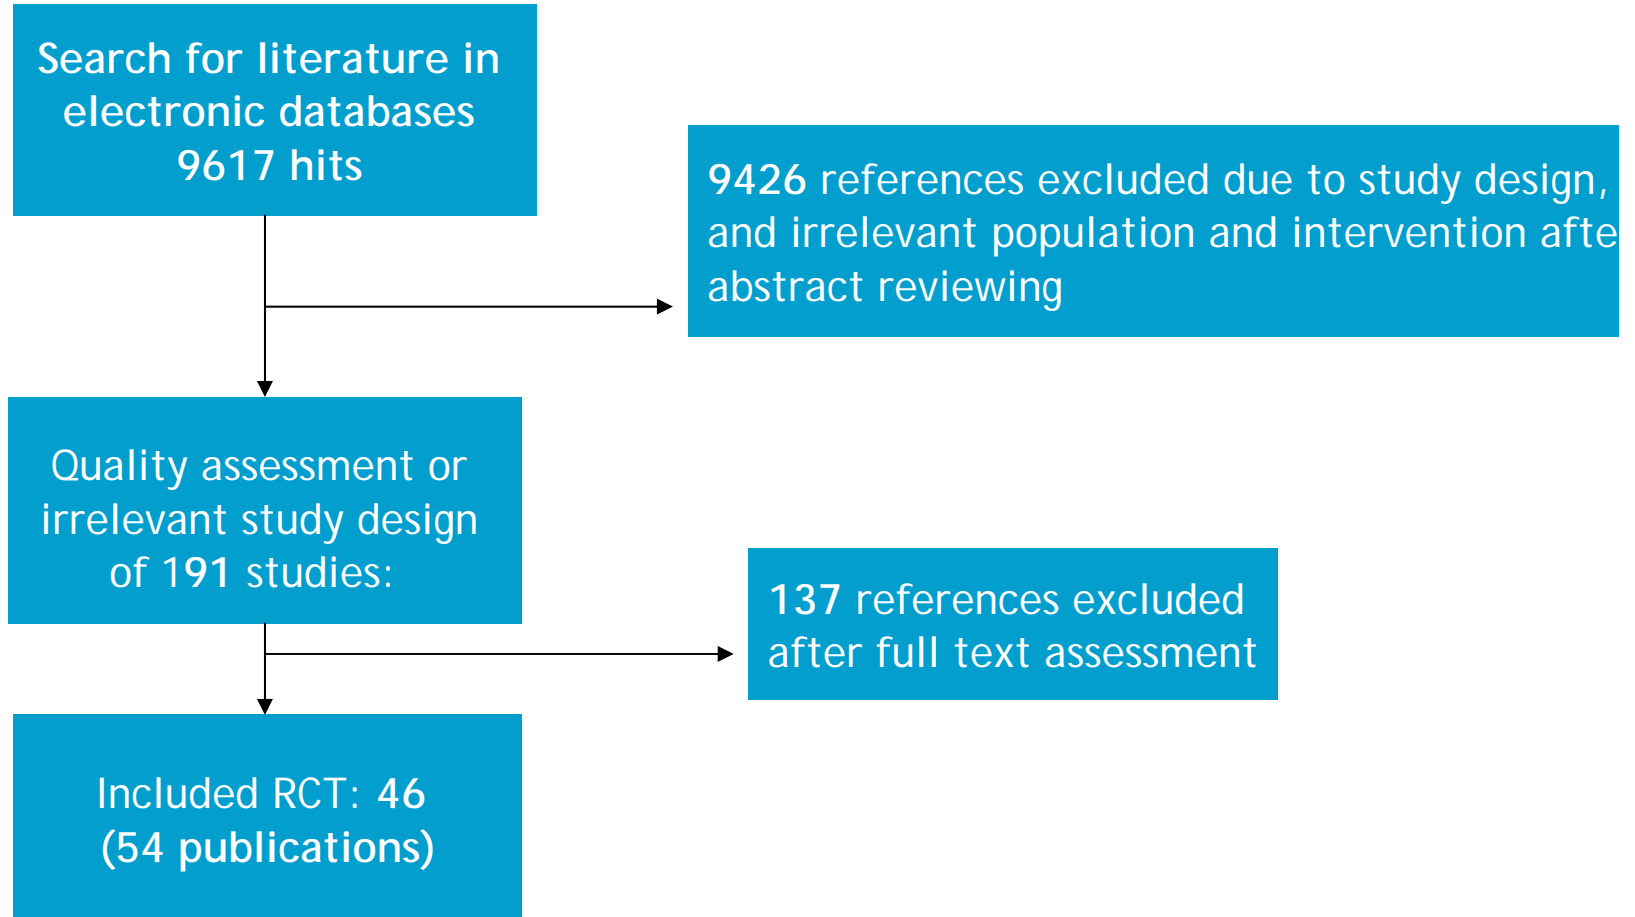 Search for literature in
electronic databases
9617 hits
9426 references excluded due to study design,
and irrelevant population and intervention afte
abstract reviewing
Quality assessment or
irrelevant study design
of 191 studies:
137 references excluded
after full text assessment
Included RCT: 46
(54 publications)